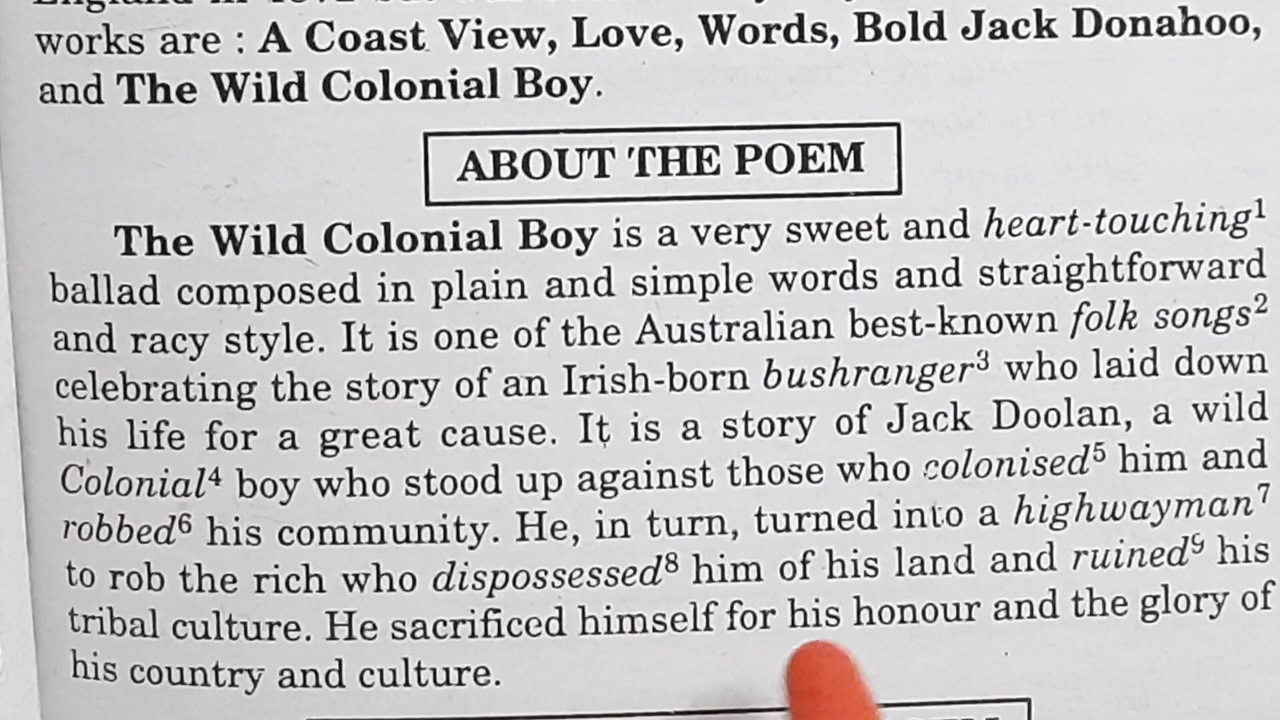 works are : A Coast View, Love, Words, Bold Jack Donahoo,
and The Wild Colonial Boy.
ABOUT THE POEM
The Wild Colonial Boy is a very sweet and heart-touching¹
ballad composed in plain and simple words and straightforward
and racy style. It is one of the Australian best-known folk songs²
celebrating the story of an Irish-born bushranger³ who laid down
his life for a great cause. It is a story of Jack Doolan, a wild
Colonial⁴ boy who stood up against those who colonised⁵ him and
robbed⁶ his community. He, in turn, turned into a highwayman⁷
to rob the rich who dispossessed⁸ him of his land and ruined⁹ his
tribal culture. He sacrificed himself for his honour and the glory of
his country and culture.